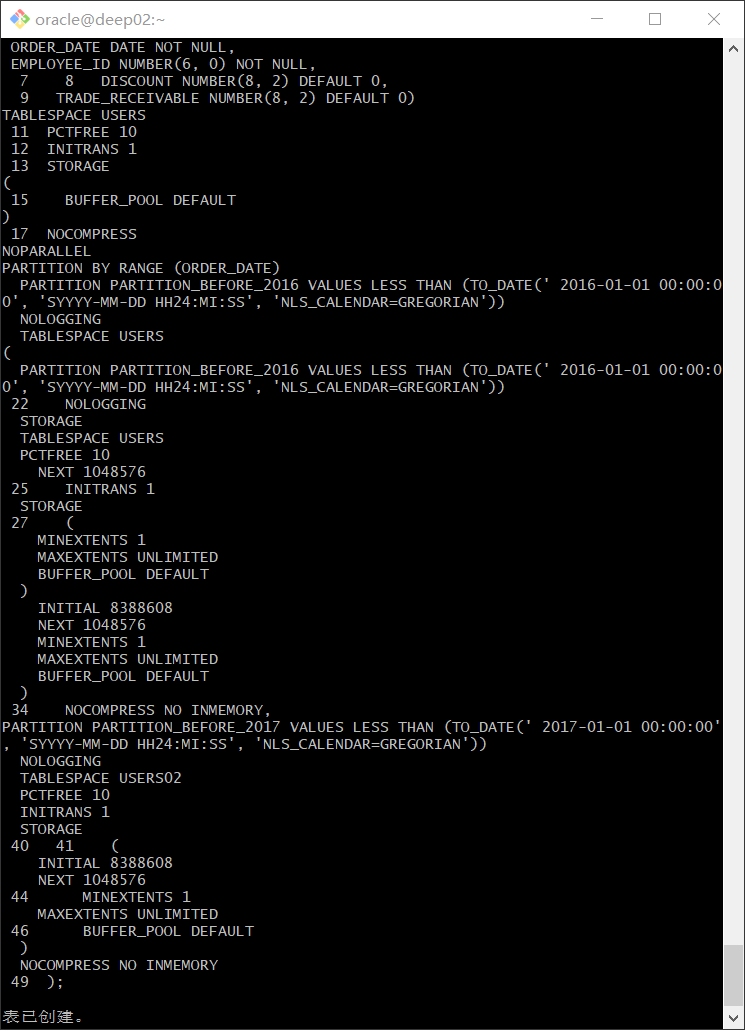 oracle@deep02:~
ORDER_DATE DATE NOT NULL,
EMPLOYEE_ID NUMBER(6, 0) NOT NULL,
7    8   DISCOUNT NUMBER(8, 2) DEFAULT 0,
9   TRADE_RECEIVABLE NUMBER(8, 2) DEFAULT 0)
TABLESPACE USERS
11  PCTFREE 10
12  INITRANS 1
13  STORAGE
(
15    BUFFER_POOL DEFAULT
)
17  NOCOMPRESS
NOPARALLEL
PARTITION BY RANGE (ORDER_DATE)
PARTITION PARTITION_BEFORE_2016 VALUES LESS THAN (TO_DATE(' 2016-01-01 00:00:0
0', 'SYYYY-MM-DD HH24:MI:SS', 'NLS_CALENDAR=GREGORIAN'))
NOLOGGING
TABLESPACE USERS
(
PARTITION PARTITION_BEFORE_2016 VALUES LESS THAN (TO_DATE(' 2016-01-01 00:00:0
0', 'SYYYY-MM-DD HH24:MI:SS', 'NLS_CALENDAR=GREGORIAN'))
22    NOLOGGING
STORAGE
TABLESPACE USERS
PCTFREE 10
NEXT 1048576
25    INITRANS 1
STORAGE
27    (
MINEXTENTS 1
MAXEXTENTS UNLIMITED
BUFFER_POOL DEFAULT
)
INITIAL 8388608
NEXT 1048576
MINEXTENTS 1
MAXEXTENTS UNLIMITED
BUFFER_POOL DEFAULT
)
34    NOCOMPRESS NO INMEMORY,
PARTITION PARTITION_BEFORE_2017 VALUES LESS THAN (TO_DATE(' 2017-01-01 00:00:00'
, 'SYYYY-MM-DD HH24:MI:SS', 'NLS_CALENDAR=GREGORIAN'))
NOLOGGING
TABLESPACE USERS02
PCTFREE 10
INITRANS 1
STORAGE
40   41    (
INITIAL 8388608
NEXT 1048576
44      MINEXTENTS 1
MAXEXTENTS UNLIMITED
46      BUFFER_POOL DEFAULT
)
NOCOMPRESS NO INMEMORY
49  );
表已创建。